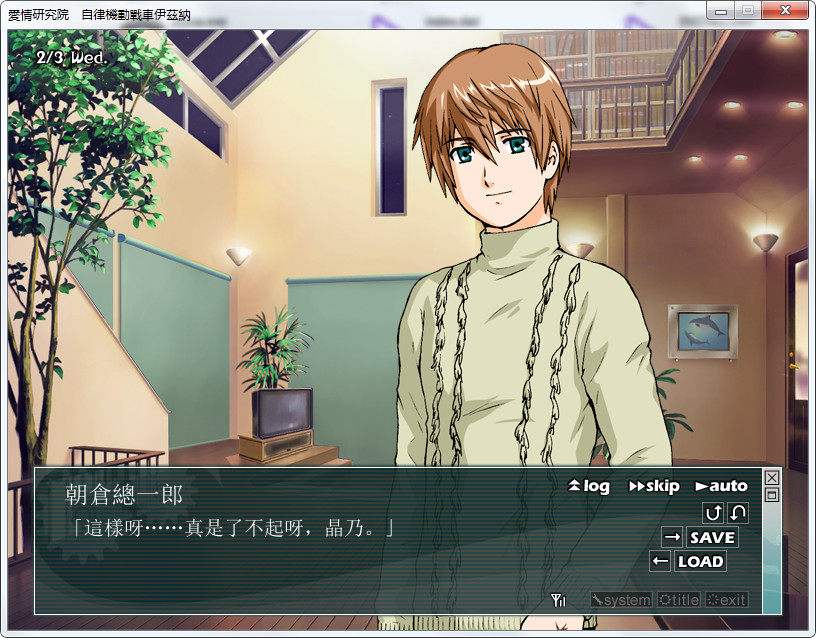 愛情研究院　自律機動戰車伊茲納
2/3 Wed.
朝倉總一郎
「這樣呀……真是了不起呀，晶乃。」
log skip auto
SAVE
LOAD
system title exit